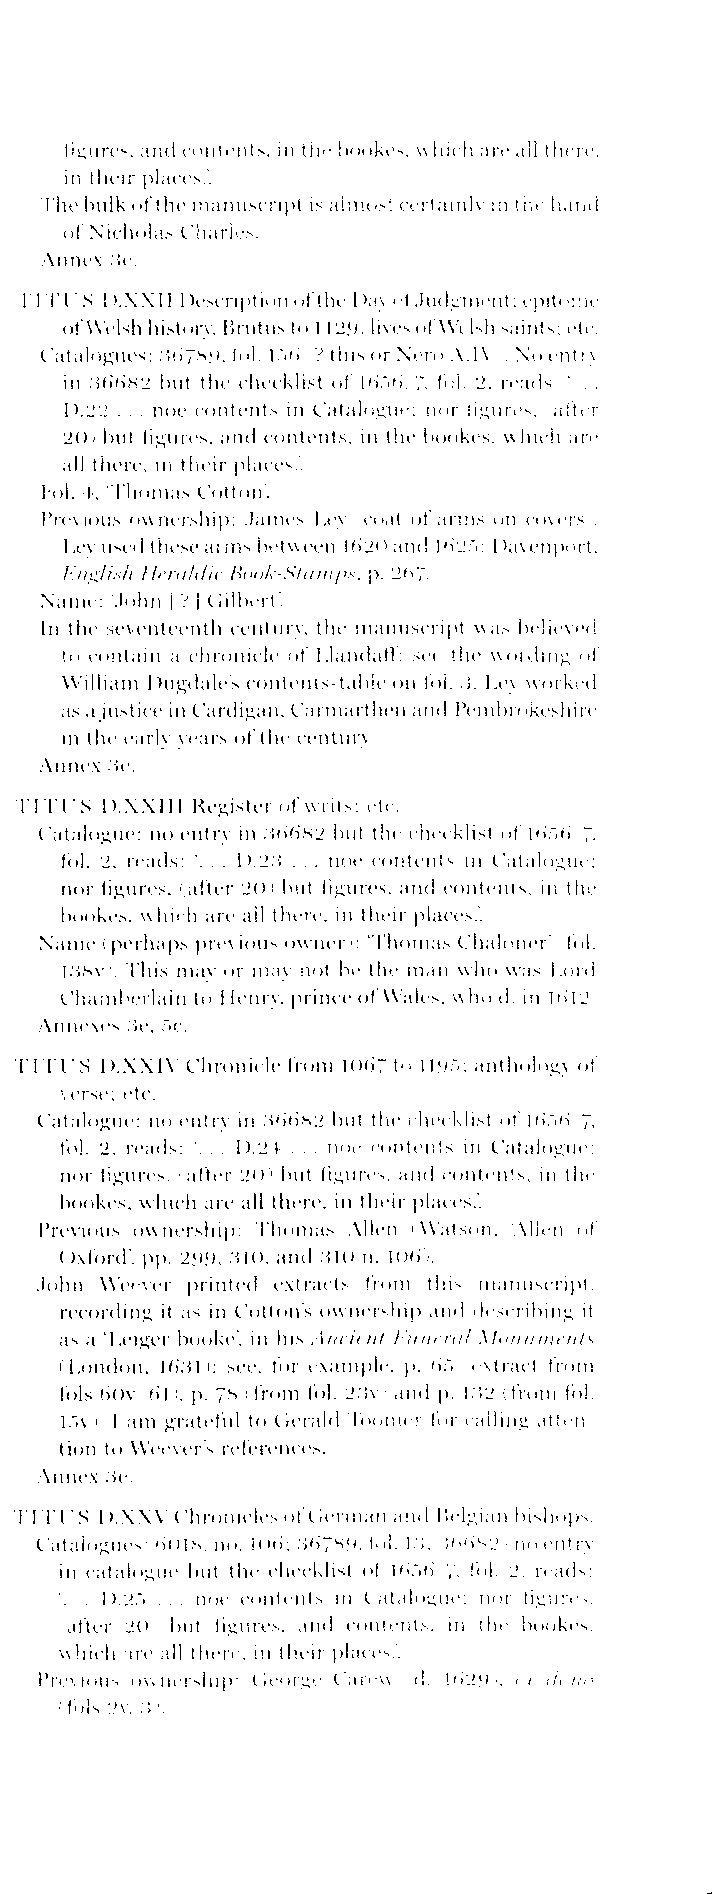 figures, and contents, in the bookes, which are all there,
in their places.'
The bulk of the manuscript is almost certainly in the hand
of Nicholas Charles.
Annex 3e.
TITUS D.XXII Description of the Day of Judgment; epitome
of Welsh history, Brutus to 1129, lives of Welsh saints; etc.
Catalogues: 36789, fol. 156 (? this or Nero A.IV). No entry
in 36682 but the checklist of 1656/7, fol. 2, reads: '. . .
D.22 . . . noe contents in Catalogue; nor figures, (after
20) but figures, and contents, in the bookes, which are
all there, in their places.'
Fol. 4, 'Thomas Cotton'.
Previous ownership: James Ley (coat of arms on covers).
Ley used these arms between 1620 and 1625: Davenport,
English Heraldic Book-Stamps, p. 267.
Name: 'John [?] Gilbert'.
In the seventeenth century, the manuscript was believed
to contain a chronicle of Llandaff: see the wording of
William Dugdale's contents-table on fol. 3. Ley worked
as a justice in Cardigan, Carmarthen and Pembrokeshire
in the early years of the century.
Annex 3e.
TITUS D.XXIII Register of writs; etc.
Catalogue: no entry in 36682 but the checklist of 1656/7,
fol. 2, reads: '. . . D.23 . . . noe contents in Catalogue;
nor figures, (after 20) but figures, and contents, in the
bookes, which are all there, in their places.'
Name (perhaps previous owner): 'Thomas Chaloner' (fol.
138v). This may or may not be the man who was Lord
Chamberlain to Henry, prince of Wales, who d. in 1612.
Annexes 3e, 5c.
TITUS D.XXIV Chronicle from 1067 to 1195; anthology of
verse; etc.
Catalogue: no entry in 36682 but the checklist of 1656/7,
fol. 2, reads: '. . . D.24 . . . noe contents in Catalogue;
nor figures, (after 20) but figures, and contents, in the
bookes, which are all there, in their places.'
Previous ownership: Thomas Allen (Watson, 'Allen of
Oxford', pp. 299, 310, and 310 n. 106).
John Weever printed extracts from this manuscript,
recording it as in Cotton's ownership and describing it
as a 'Leiger booke', in his Ancient Funeral Monuments
(London, 1631): see, for example, p. 65 (extract from
fols 60v–61), p. 78 (from fol. 23v) and p. 132 (from fol.
15v). I am grateful to Gerald Toomer for calling atten-
tion to Weever's references.
Annex 3e.
TITUS D.XXV Chronicles of German and Belgian bishops.
Catalogues: 6018, no. 106; 36789, fol. 13; 36682 (no entry
in catalogue but the checklist of 1656/7, fol. 2, reads:
'. . . D.25 . . . noe contents in Catalogue; nor figures,
(after 20) but figures, and contents, in the bookes,
which are all there, in their places.'
Previous ownership: George Carew (d. 1629), ex dono
(fols 2v, 3).